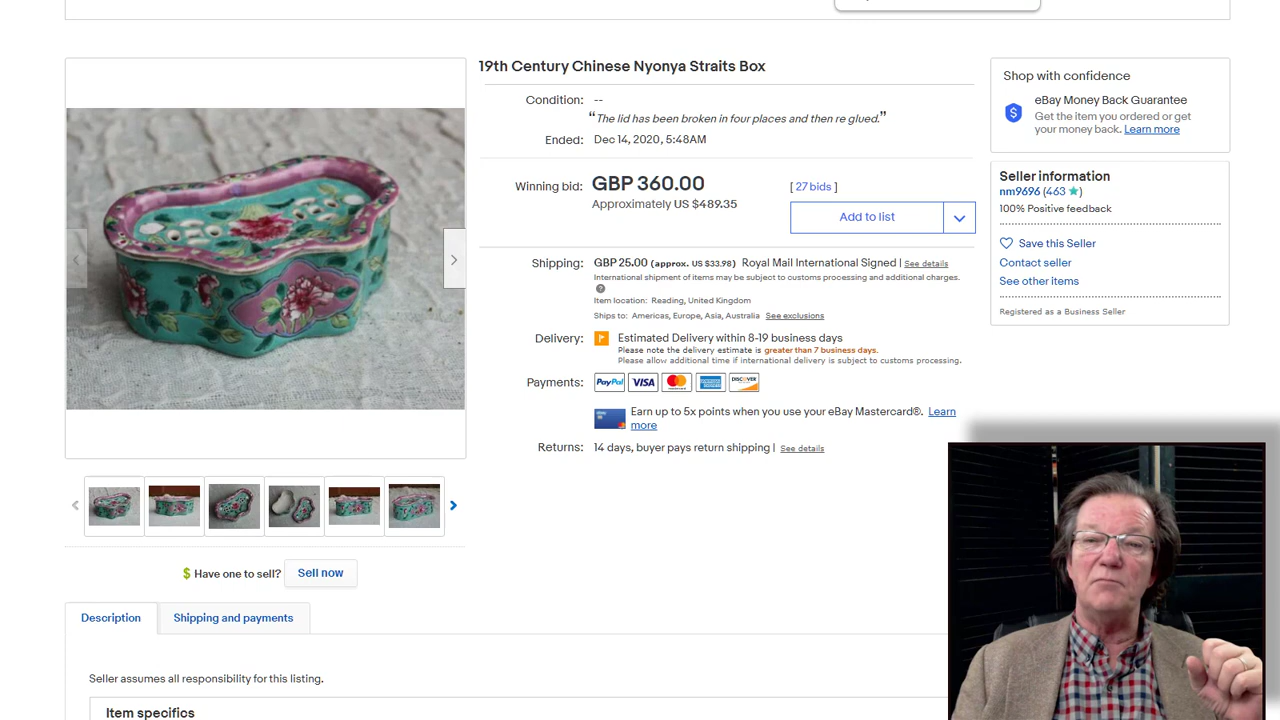 19th Century Chinese Nyonya Straits Box
Condition: --
“The lid has been broken in four places and then re glued.”
Ended: Dec 14, 2020, 5:48AM
Winning bid: GBP 360.00 [ 27 bids ]
Approximately US $489.35
Add to list
Shipping: GBP 25.00 (approx. US $33.98) Royal Mail International Signed | See details
International shipment of items may be subject to customs processing and additional charges.
?
Item location: Reading, United Kingdom
Ships to: Americas, Europe, Asia, Australia See exclusions
Delivery: Estimated Delivery within 8-19 business days
Please note the delivery estimate is greater than 7 business days.
Please allow additional time if international delivery is subject to customs processing.
Payments: PayPal VISA MasterCard AMERICAN EXPRESS DISCOVER
Earn up to 5x points when you use your eBay Mastercard®. Learn
more
Returns: 14 days, buyer pays return shipping | See details
Shop with confidence
$ eBay Money Back Guarantee
Get the item you ordered or get
your money back. Learn more
Seller information
nm9696 (463 ★)
100% Positive feedback
Save this Seller
Contact seller
See other items
Registered as a Business Seller
$ Have one to sell? Sell now
Description
Shipping and payments
Seller assumes all responsibility for this listing.
Item specifics